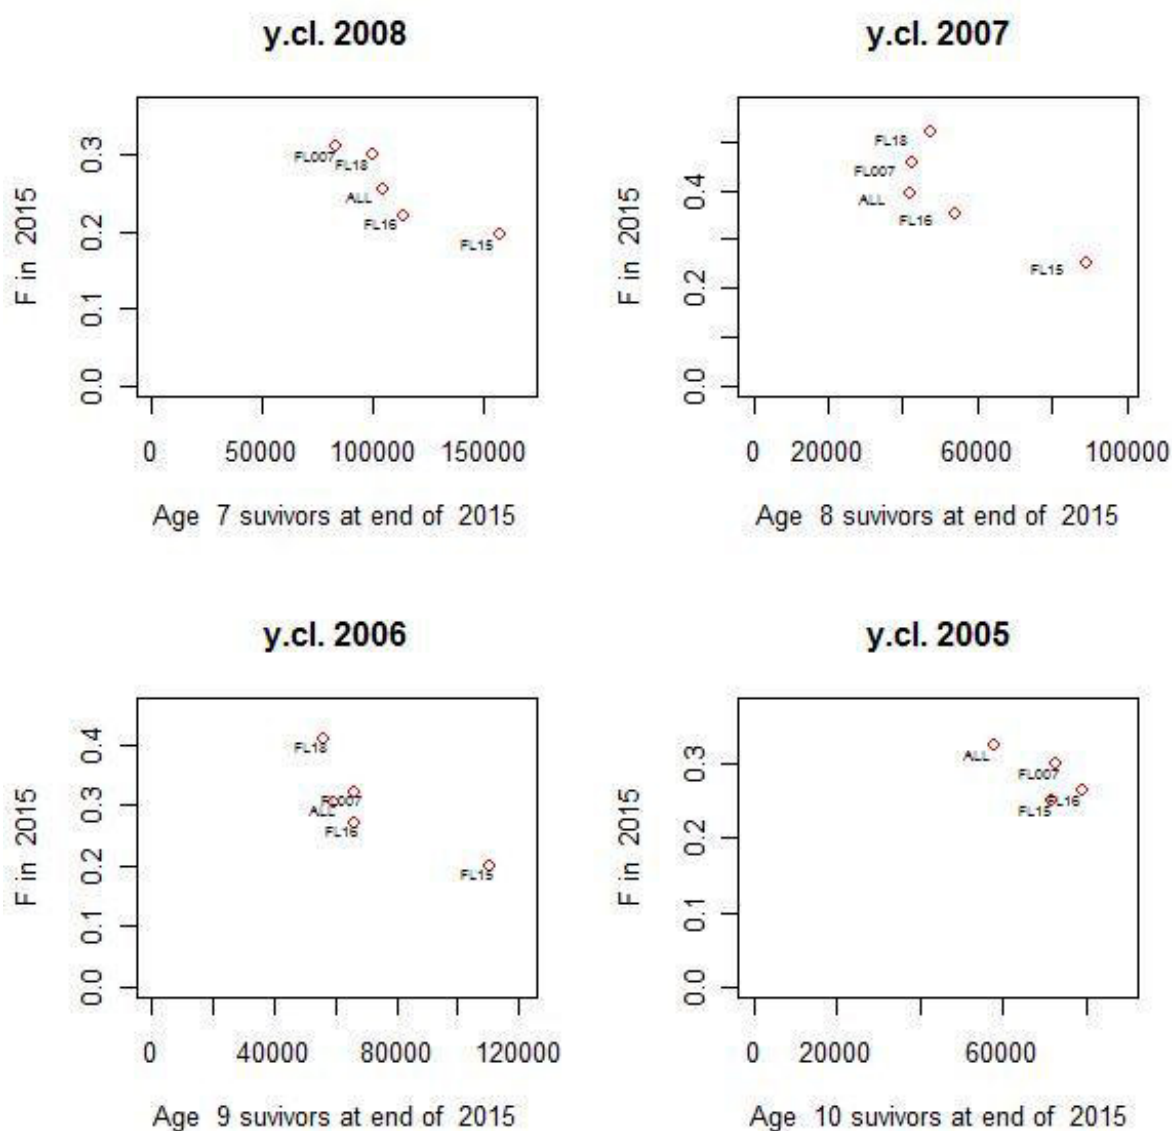 y.cl. 2008
F in 2015
0.0 0.1 0.2 0.3
FL007
FL18
ALL
FL16
FL15
0 50000 100000 150000
Age 7 suvivors at end of 2015
y.cl. 2007
F in 2015
0.0 0.2 0.4
FL18
FL007
ALL
FL16
FL15
0 20000 60000 100000
Age 8 suvivors at end of 2015
y.cl. 2006
F in 2015
0.0 0.1 0.2 0.3 0.4
FL18
FL007
ALL
FL16
FL15
0 40000 80000 120000
Age 9 suvivors at end of 2015
y.cl. 2005
F in 2015
0.0 0.1 0.2 0.3
ALL
FL007
FL16
FL15
0 20000 60000
Age 10 suvivors at end of 2015